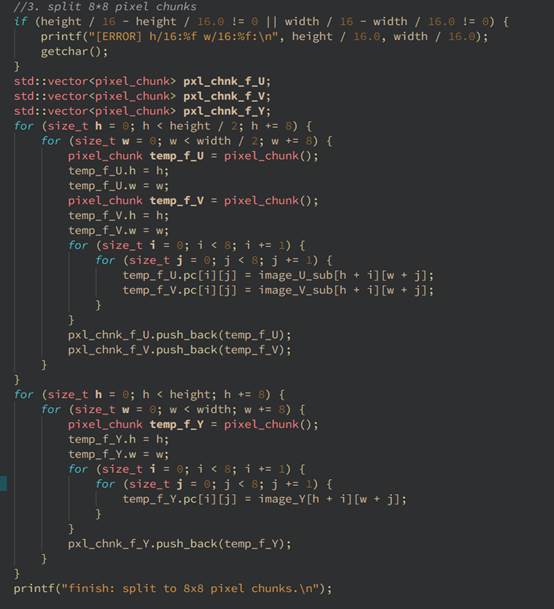 //3. split 8*8 pixel chunks
if (height / 16 - height / 16.0 != 0 || width / 16 - width / 16.0 != 0) {
    printf("[ERROR] h/16:%f w/16:%f:\n", height / 16.0, width / 16.0);
    getchar();
}
std::vector<pixel_chunk> pxl_chnk_f_U;
std::vector<pixel_chunk> pxl_chnk_f_V;
std::vector<pixel_chunk> pxl_chnk_f_Y;
for (size_t h = 0; h < height / 2; h += 8) {
    for (size_t w = 0; w < width / 2; w += 8) {
        pixel_chunk temp_f_U = pixel_chunk();
        temp_f_U.h = h;
        temp_f_U.w = w;
        pixel_chunk temp_f_V = pixel_chunk();
        temp_f_V.h = h;
        temp_f_V.w = w;
        for (size_t i = 0; i < 8; i += 1) {
            for (size_t j = 0; j < 8; j += 1) {
                temp_f_U.pc[i][j] = image_U_sub[h + i][w + j];
                temp_f_V.pc[i][j] = image_V_sub[h + i][w + j];
            }
        }
        pxl_chnk_f_U.push_back(temp_f_U);
        pxl_chnk_f_V.push_back(temp_f_V);
    }
}
for (size_t h = 0; h < height; h += 8) {
    for (size_t w = 0; w < width; w += 8) {
        pixel_chunk temp_f_Y = pixel_chunk();
        temp_f_Y.h = h;
        temp_f_Y.w = w;
        for (size_t i = 0; i < 8; i += 1) {
            for (size_t j = 0; j < 8; j += 1) {
                temp_f_Y.pc[i][j] = image_Y[h + i][w + j];
            }
        }
        pxl_chnk_f_Y.push_back(temp_f_Y);
    }
}
printf("finish: split to 8x8 pixel chunks.\n");